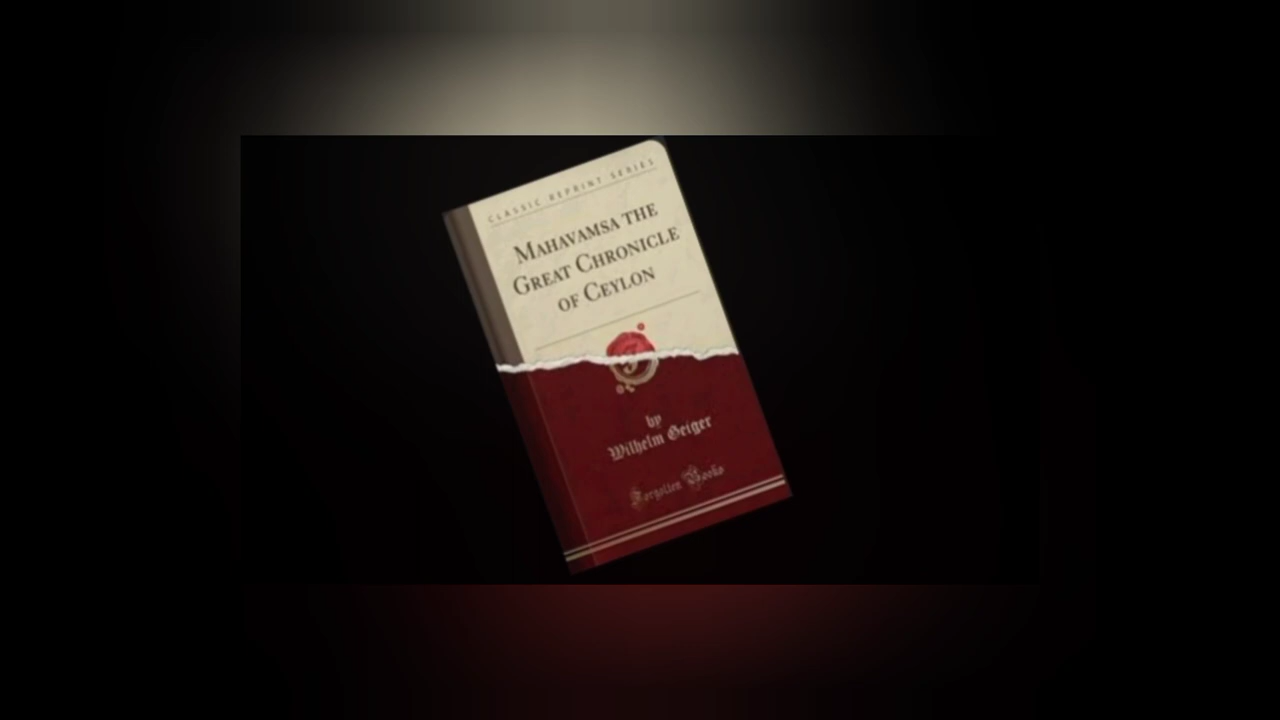 CLASSIC REPRINT SERIES
MAHAVAMSA THE
GREAT CHRONICLE
OF CEYLON
F
by
Wilhelm Geiger
Forgotten Books